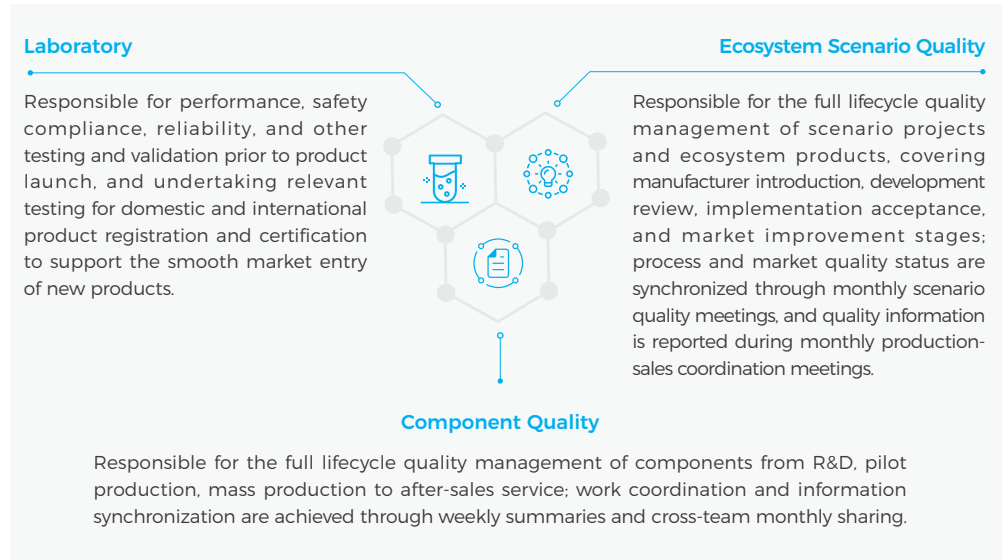 Laboratory
Responsible for performance, safety
compliance, reliability, and other
testing and validation prior to product
launch, and undertaking relevant
testing for domestic and international
product registration and certification
to support the smooth market entry
of new products.
Ecosystem Scenario Quality
Responsible for the full lifecycle quality
management of scenario projects
and ecosystem products, covering
manufacturer introduction, development
review, implementation acceptance,
and market improvement stages;
process and market quality status are
synchronized through monthly scenario
quality meetings, and quality information
is reported during monthly production-
sales coordination meetings.
Component Quality
Responsible for the full lifecycle quality management of components from R&D, pilot
production, mass production to after-sales service; work coordination and information
synchronization are achieved through weekly summaries and cross-team monthly sharing.